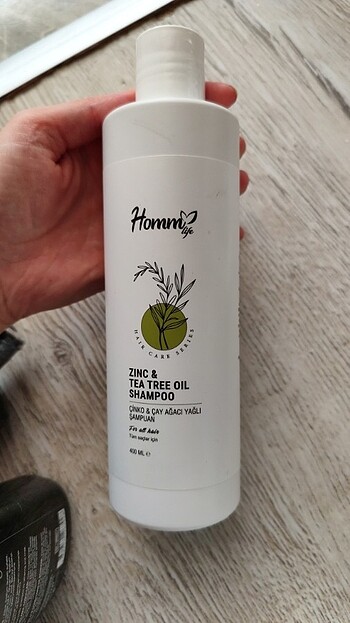 Homm
life
HAIR CARE SERIES
ZINC &
TEA TREE OIL
SHAMPOO
ÇİNKO & ÇAY AĞACI YAĞLI
ŞAMPUAN
For all hair
Tüm saçlar için
400 ML ℮